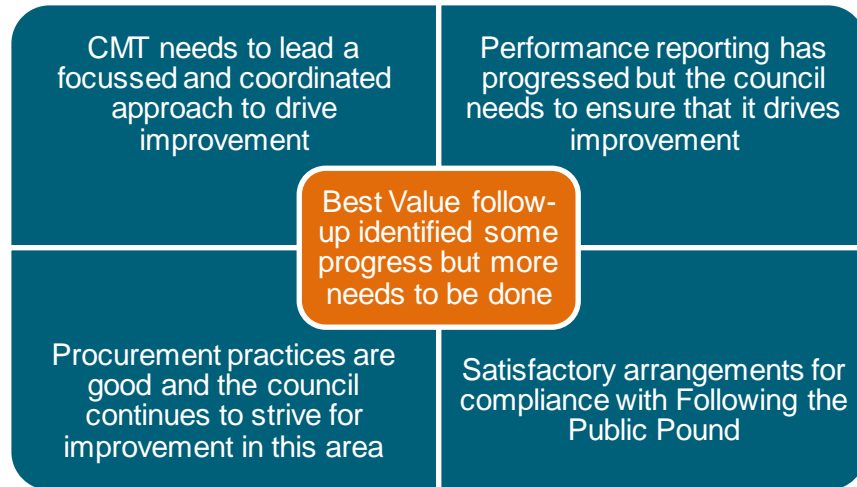 CMT needs to lead a
focussed and coordinated
approach to drive
improvement
Performance reporting has
progressed but the council
needs to ensure that it drives
improvement
Best Value follow-
up identified some
progress but more
needs to be done
Procurement practices are
good and the council
continues to strive for
improvement in this area
Satisfactory arrangements for
compliance with Following the
Public Pound